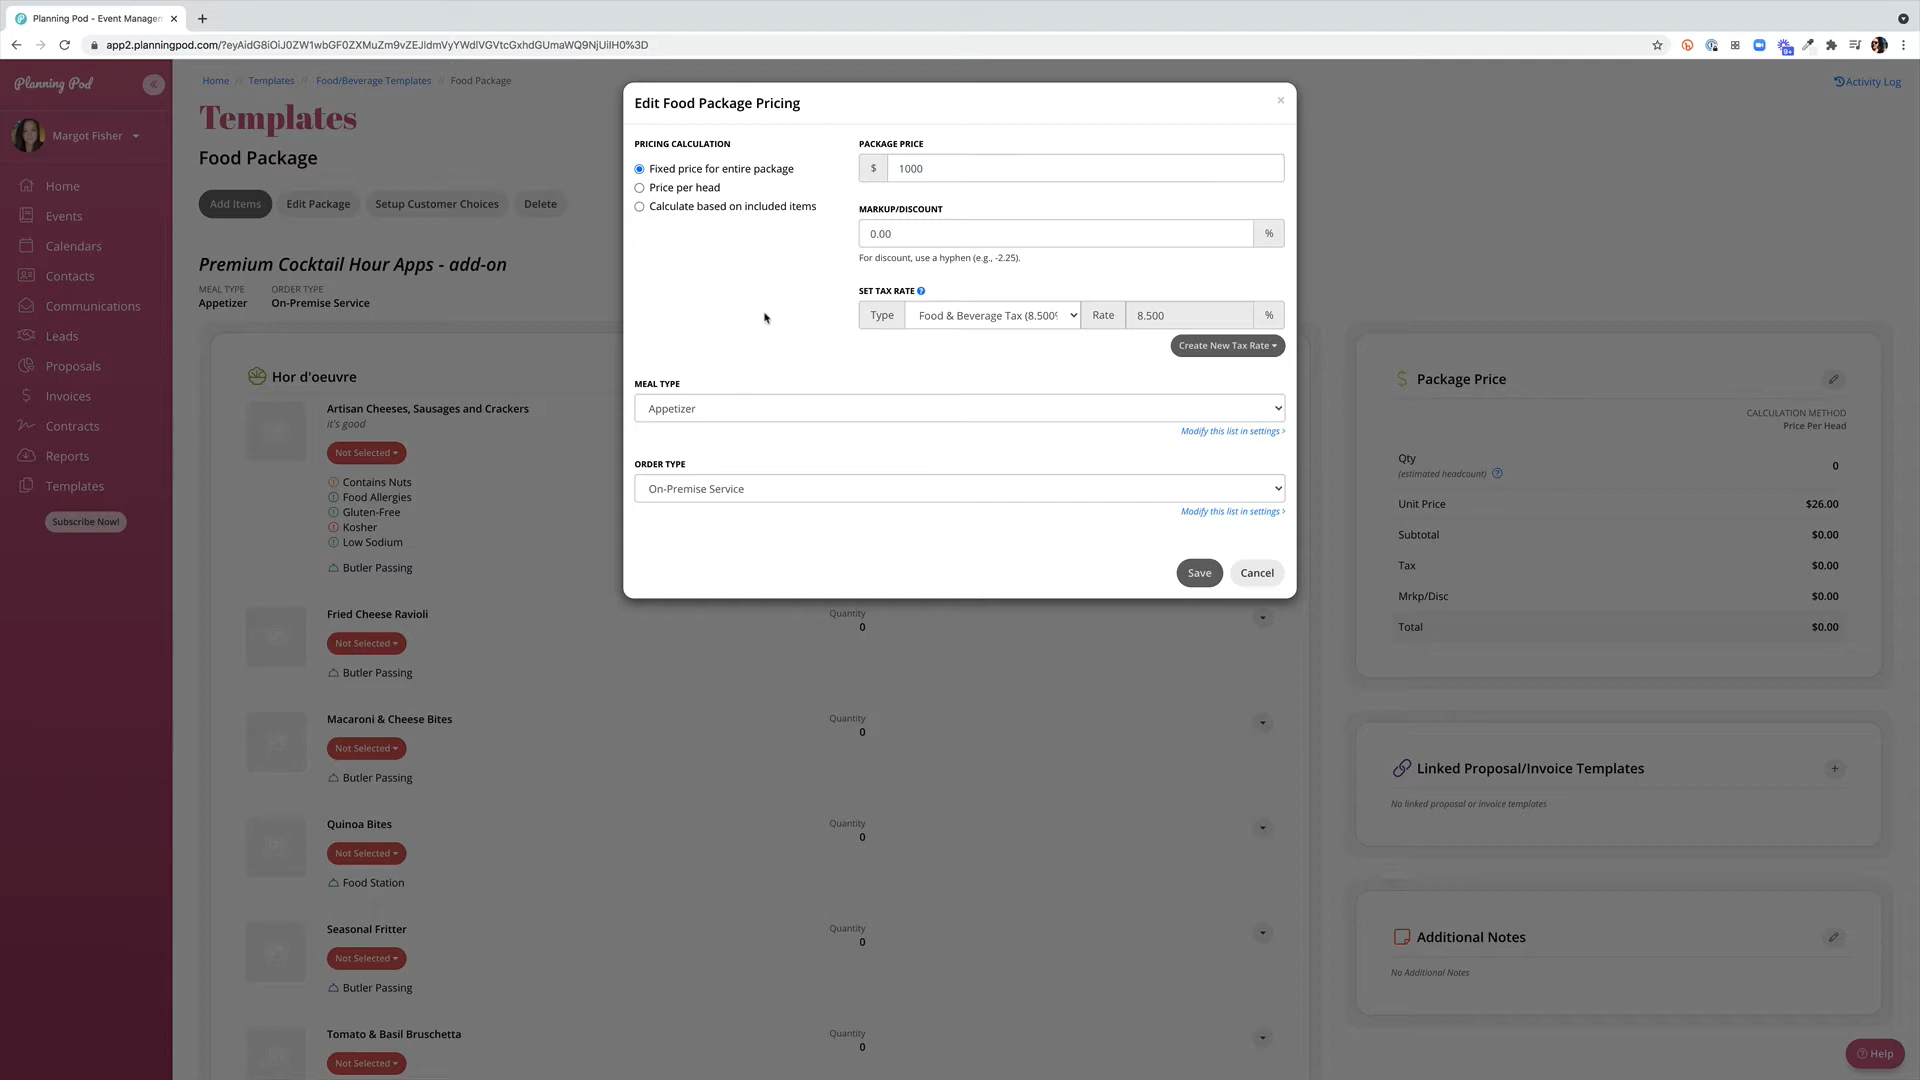 Planning Pod - Event Managen
app2.planningpod.com/?eyAidG8iOiJ0ZW1wbGF0ZXMuZm9vZEJldmVyYWdlVGVtcGxhdGUmaWQ9NjUiIH0%3D
9+
Planning Pod
Margot Fisher
Home
Events
Calendars
Contacts
Communications
Leads
Proposals
Invoices
Contracts
Reports
Templates
Subscribe Now!
Home // Templates // Food/Beverage Templates // Food Package
Activity Log
Templates
Food Package
Add Items
Edit Package
Setup Customer Choices
Delete
Premium Cocktail Hour Apps - add-on
MEAL TYPE
Appetizer
ORDER TYPE
On-Premise Service
Hor d'oeuvre
Artisan Cheeses, Sausages and Crackers
it's good
Not Selected
Contains Nuts
Food Allergies
Gluten-Free
Kosher
Low Sodium
Butler Passing
Fried Cheese Ravioli
Not Selected
Butler Passing
Quantity
0
Macaroni & Cheese Bites
Not Selected
Butler Passing
Quantity
0
Quinoa Bites
Not Selected
Food Station
Quantity
0
Seasonal Fritter
Not Selected
Butler Passing
Quantity
0
Tomato & Basil Bruschetta
Not Selected
Quantity
0
Edit Food Package Pricing
×
PRICING CALCULATION
Fixed price for entire package
Price per head
Calculate based on included items
PACKAGE PRICE
$ 1000
MARKUP/DISCOUNT
0.00 %
For discount, use a hyphen (e.g., -2.25).
SET TAX RATE
Type Food & Beverage Tax (8.500% Rate 8.500 %
Create New Tax Rate
MEAL TYPE
Appetizer
Modify this list in settings ›
ORDER TYPE
On-Premise Service
Modify this list in settings ›
Save
Cancel
$ Package Price
CALCULATION METHOD
Price Per Head
Qty
(estimated headcount)
0
Unit Price $26.00
Subtotal $0.00
Tax $0.00
Mrkp/Disc $0.00
Total $0.00
Linked Proposal/Invoice Templates
No linked proposal or invoice templates
Additional Notes
No Additional Notes
Help